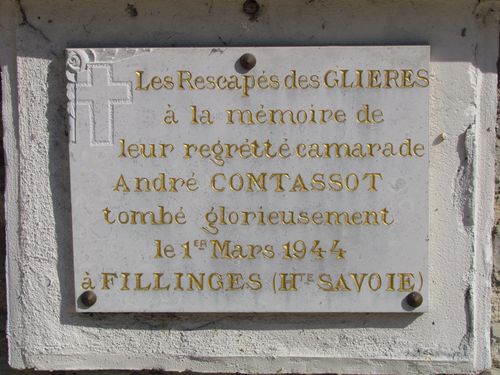 Les Rescapés des GLIERES
à la mémoire de
leur regrétté camarade
André COMTASSOT
tombé glorieusement
le 1ER Mars 1944
à FILLINGES (HTE SAVOIE)